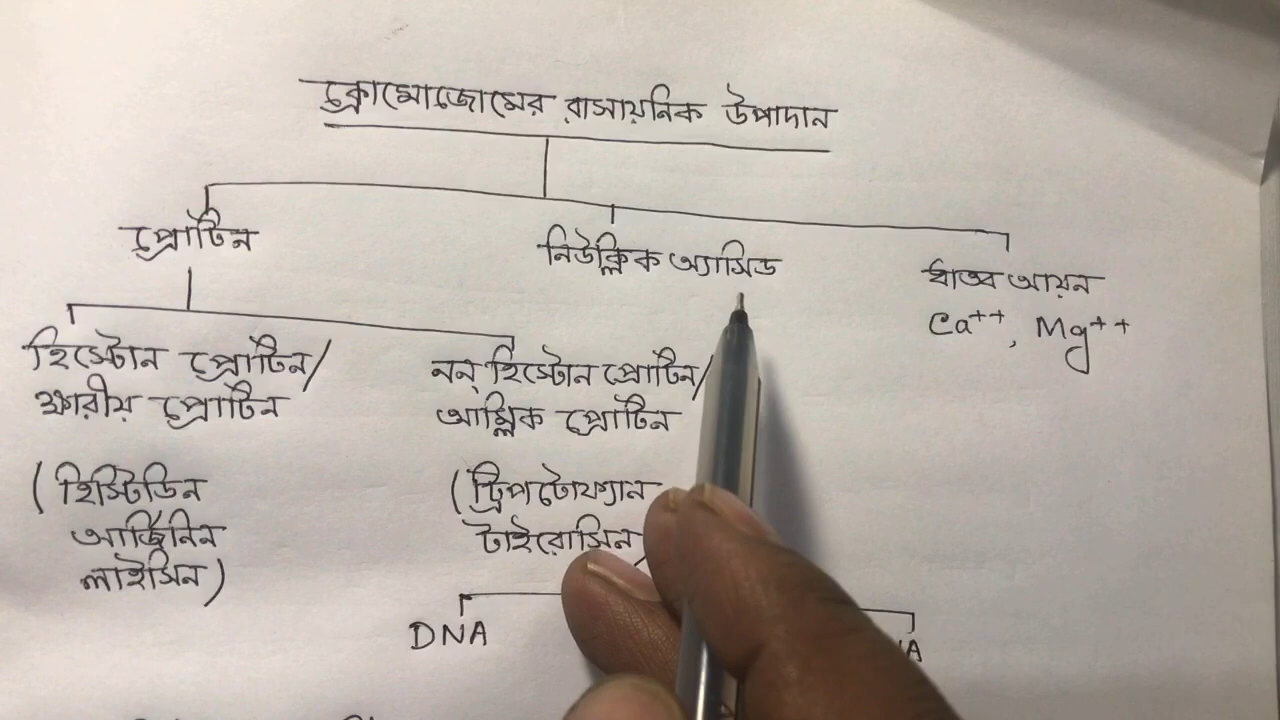 ক্রোমোজোমের রাসায়নিক উপাদান
প্রোটিন
নিউক্লিক অ্যাসিড
ধাতব আয়ন
Ca++, Mg++
হিস্টোন প্রোটিন/
ক্ষারীয় প্রোটিন
(হিস্টিডিন
আর্জিনিন
লাইসিন)
নন্ হিস্টোন প্রোটিন/
আম্লিক প্রোটিন
(ট্রিপটোফ্যান
টাইরোসিন
DNA